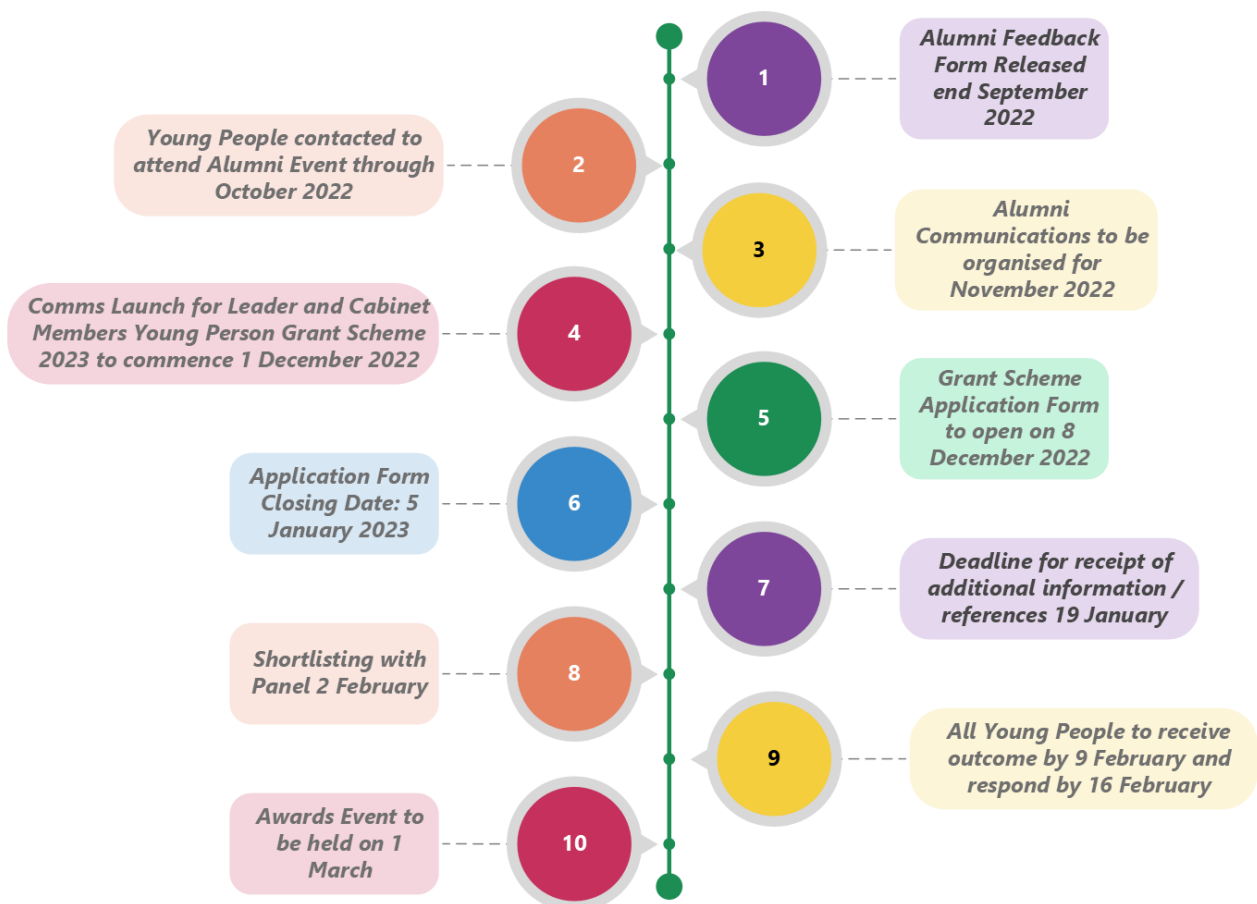 1
Alumni Feedback
Form Released
end September
2022
2
Young People contacted to
attend Alumni Event through
October 2022
3
Alumni
Communications to be
organised for
November 2022
4
Comms Launch for Leader and Cabinet
Members Young Person Grant Scheme
2023 to commence 1 December 2022
5
Grant Scheme
Application Form
to open on 8
December 2022
6
Application Form
Closing Date: 5
January 2023
7
Deadline for receipt of
additional information /
references 19 January
8
Shortlisting with
Panel 2 February
9
All Young People to receive
outcome by 9 February and
respond by 16 February
10
Awards Event to
be held on 1
March